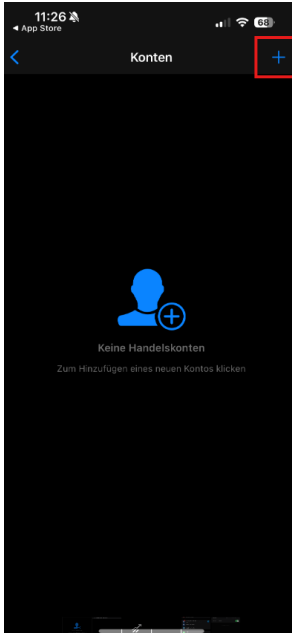 11:26
68
◀ App Store
Konten
Keine Handelskonten
Zum Hinzufügen eines neuen Kontos klicken